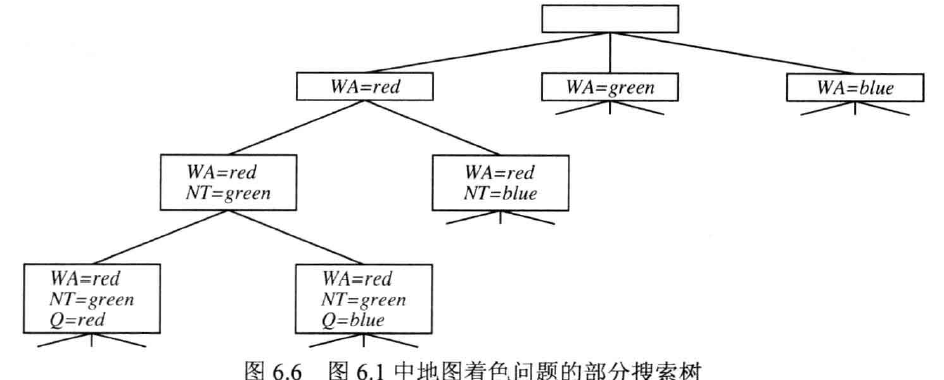 WA=red
WA=green
WA=blue
WA=red
NT=green
WA=red
NT=blue
WA=red
NT=green
Q=red
WA=red
NT=green
Q=blue
图 6.6 图 6.1 中地图着色问题的部分搜索树